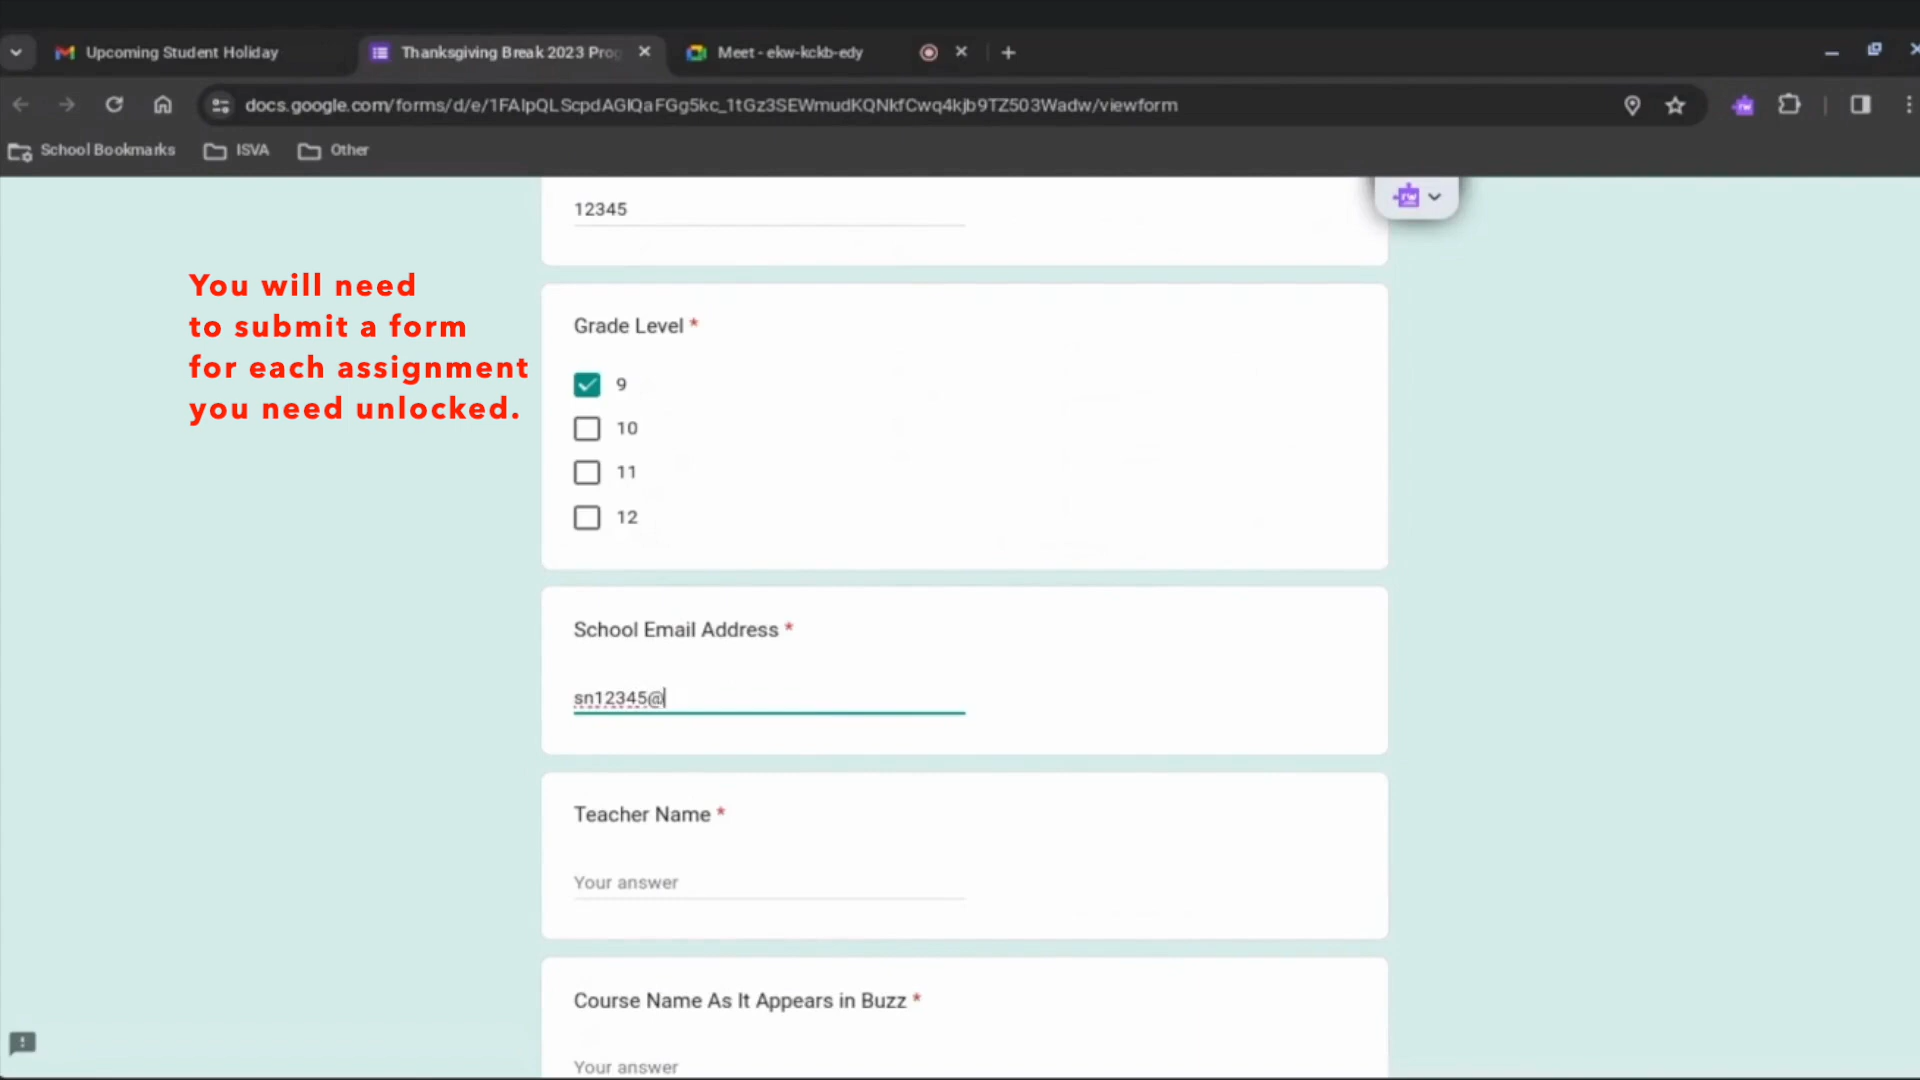 Upcoming Student Holiday
Thanksgiving Break 2023 Prog
Meet - ekw-kckb-edy
docs.google.com/forms/d/e/1FAIpQLScpdAGIQaFGg5kc_1tGz3SEWmudKQNkfCwq4kjb9TZ503Wadw/viewform
School Bookmarks
ISVA
Other
rw
12345
You will need
to submit a form
for each assignment
you need unlocked.
Grade Level *
9
10
11
12
School Email Address *
sn12345@
Teacher Name *
Your answer
Course Name As It Appears in Buzz *
Your answer